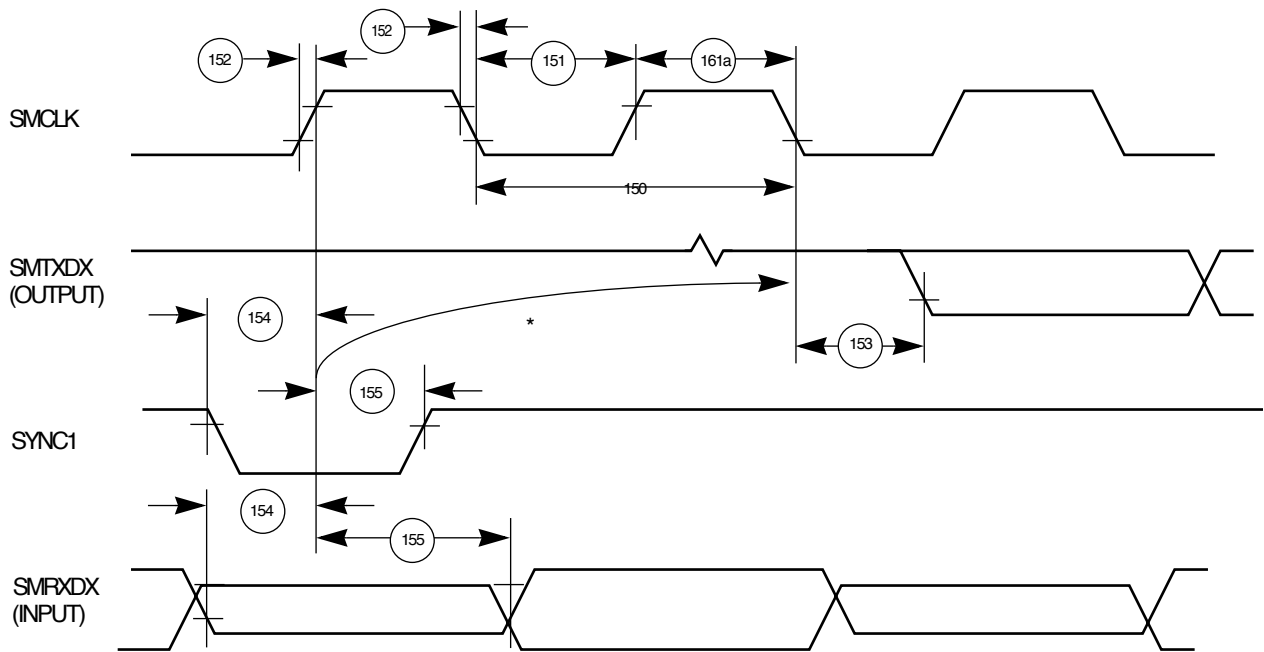 152
152
151
161a
SMCLK
150
SMTXDX
(OUTPUT)
154
*
153
155
SYNC1
154
155
SMRXDX
(INPUT)